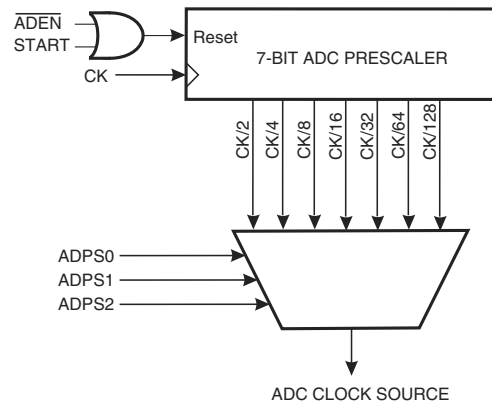 ADEN
START
Reset
7-BIT ADC PRESCALER
CK
CK/2
CK/4
CK/8
CK/16
CK/32
CK/64
CK/128
ADPS0
ADPS1
ADPS2
ADC CLOCK SOURCE